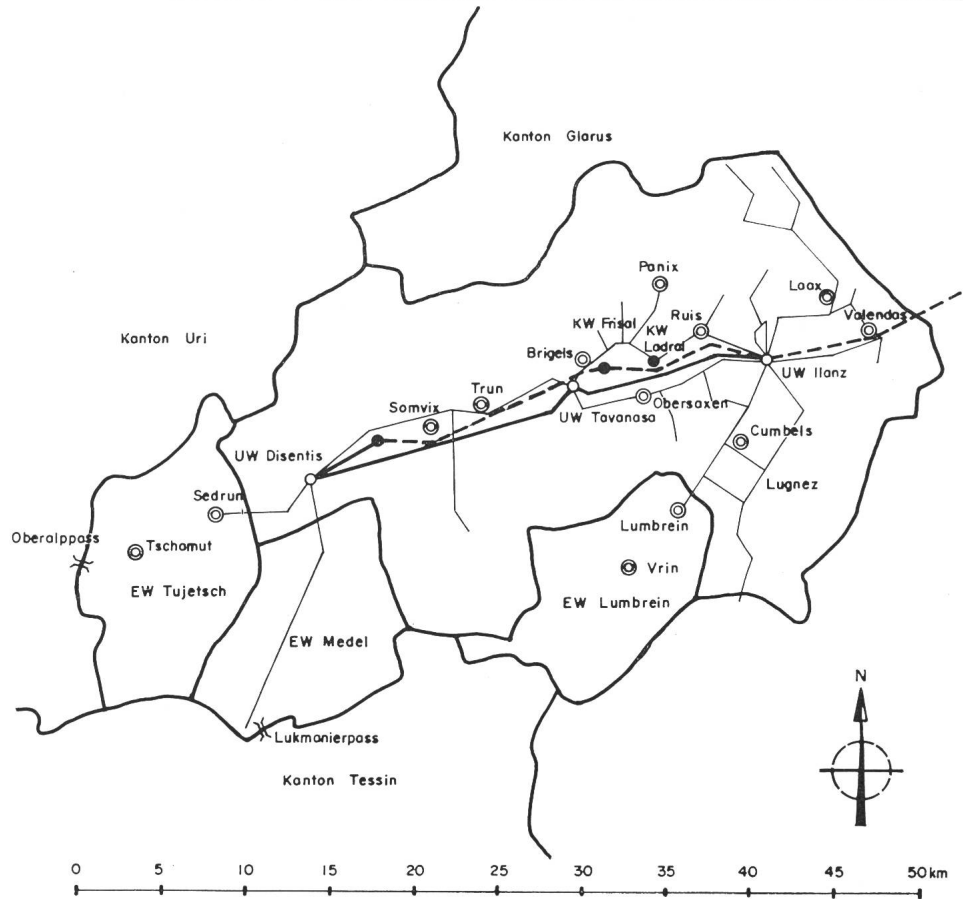 Kanton Glarus
Panix
Laax
Kanton Uri
KW Frisal
KW
Ladral
Ruis
Valendas
Brigels
UW Ilanz
Trun
UW Tavanasa
Obersaxen
Somvix
Cumbels
UW Disentis
Lugnez
Sedrun
Lumbrein
Oberalppass
Tschamut
Vrin
EW Tujetsch
EW Lumbrein
EW Medel
N
Lukmanierpass
Kanton Tessin
0 5 10 15 20 25 30 35 40 45 50 km